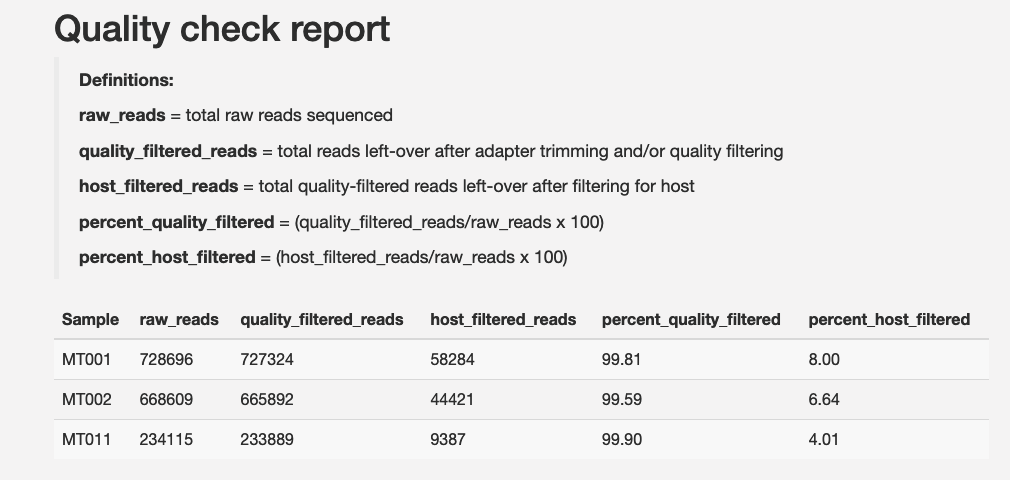 Quality check report
Definitions:
raw_reads = total raw reads sequenced
quality_filtered_reads = total reads left-over after adapter trimming and/or quality filtering
host_filtered_reads = total quality-filtered reads left-over after filtering for host
percent_quality_filtered = (quality_filtered_reads/raw_reads x 100)
percent_host_filtered = (host_filtered_reads/raw_reads x 100)
Sample raw_reads quality_filtered_reads host_filtered_reads percent_quality_filtered percent_host_filtered
MT001 728696 727324 58284 99.81 8.00
MT002 668609 665892 44421 99.59 6.64
MT011 234115 233889 9387 99.90 4.01